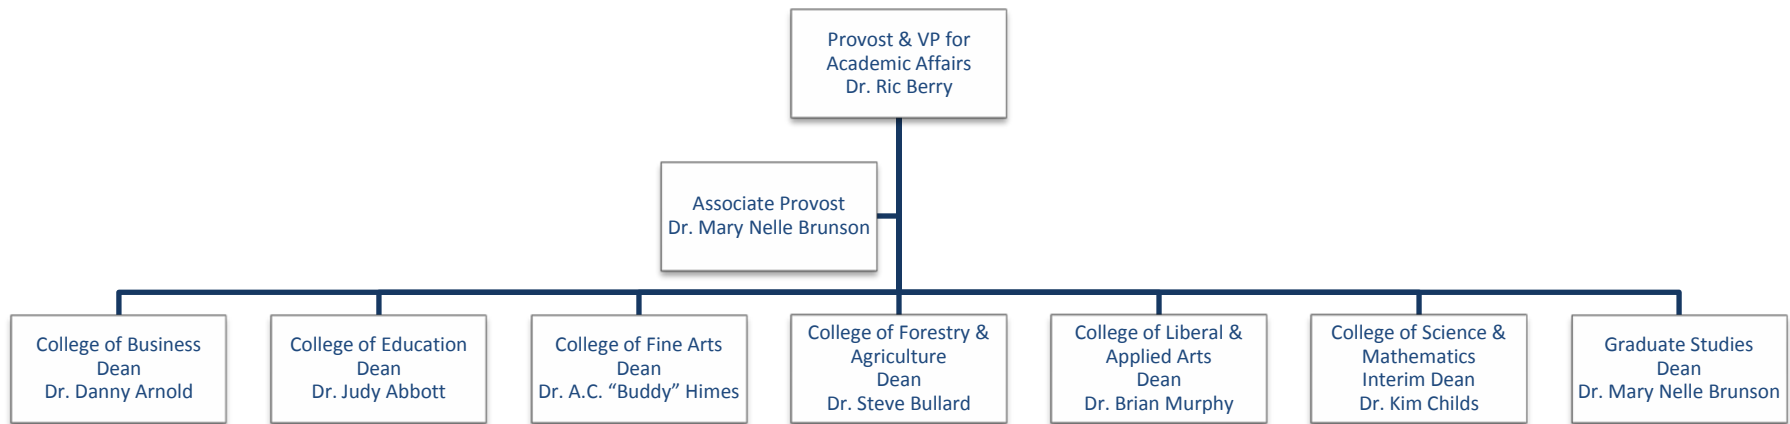 Provost & VP for
Academic Affairs
Dr. Ric Berry
Associate Provost
Dr. Mary Nelle Brunson
College of Business
Dean
Dr. Danny Arnold
College of Education
Dean
Dr. Judy Abbott
College of Fine Arts
Dean
Dr. A.C. “Buddy” Himes
College of Forestry &
Agriculture
Dean
Dr. Steve Bullard
College of Liberal &
Applied Arts
Dean
Dr. Brian Murphy
College of Science &
Mathematics
Interim Dean
Dr. Kim Childs
Graduate Studies
Dean
Dr. Mary Nelle Brunson